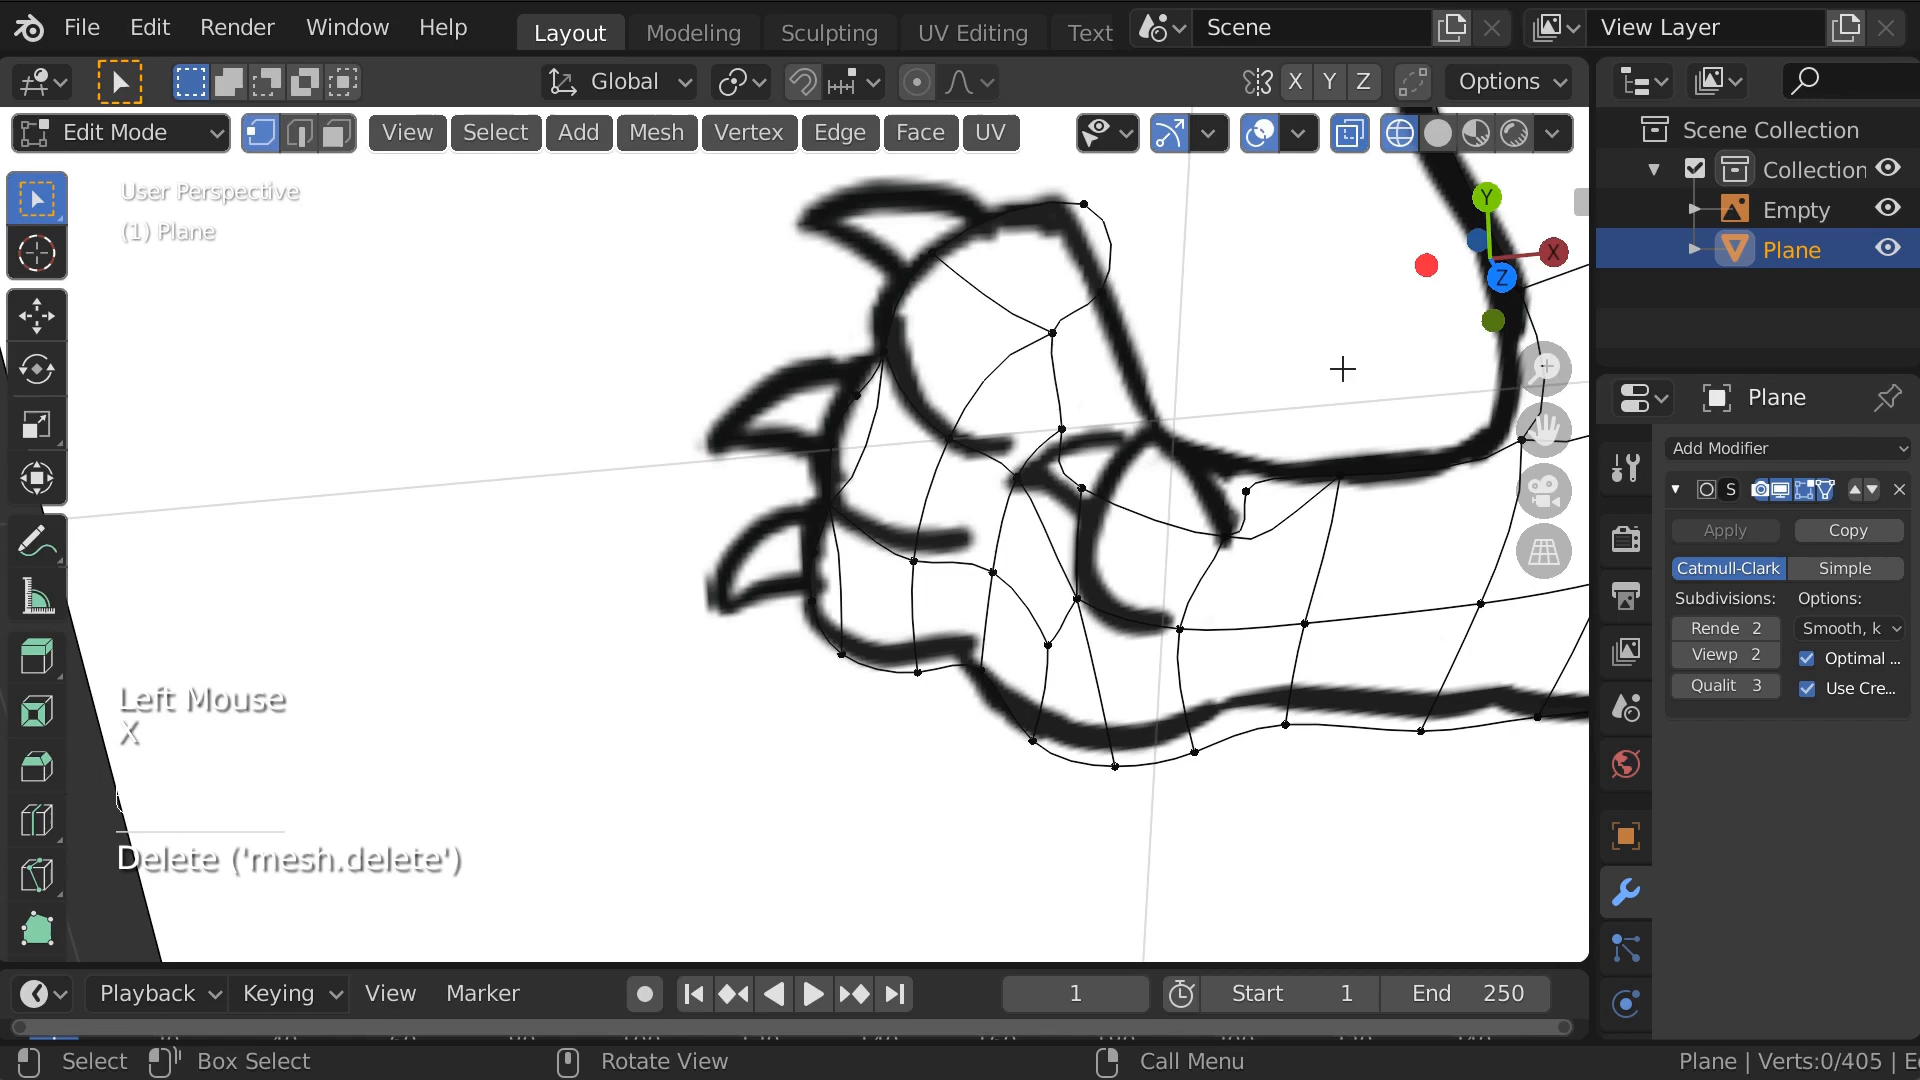 File Edit Render Window Help Layout Modeling Sculpting UV Editing Text Scene View Layer
Global X Y Z Options
Edit Mode View Select Add Mesh Vertex Edge Face UV
Scene Collection
Collection
Empty
Plane
User Perspective
(1) Plane
Y
X
Z
Plane
Add Modifier
S
Apply Copy
Catmull-Clark Simple
Subdivisions: Options:
Rende 2 Smooth, k
Viewp 2 Optimal ...
Qualit 3 Use Cre...
Left Mouse
X
Delete ('mesh.delete')
Playback Keying View Marker 1 Start 1 End 250
Select Box Select Rotate View Call Menu Plane | Verts:0/405 |